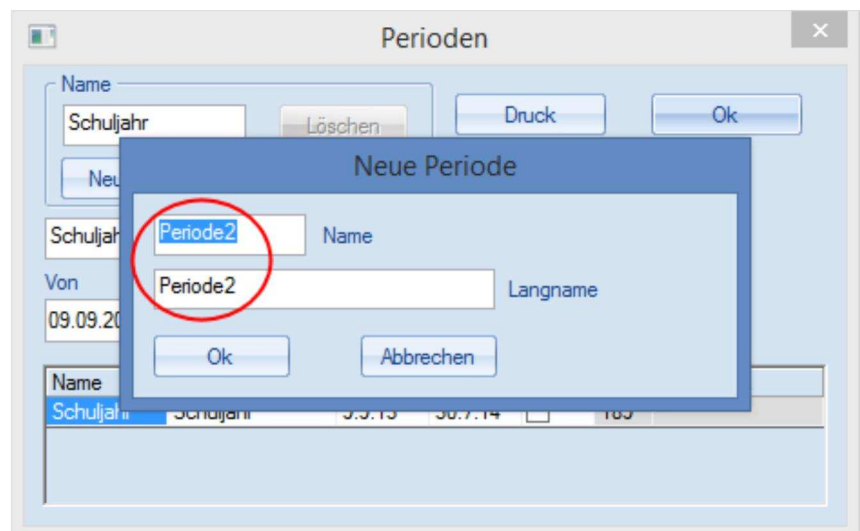 Perioden
Name
Schuljahr
Löschen
Druck
Ok
Neue Periode
Periode2
Name
Periode2
Langname
Ok
Abbrechen
Von
Name
Schuljahr